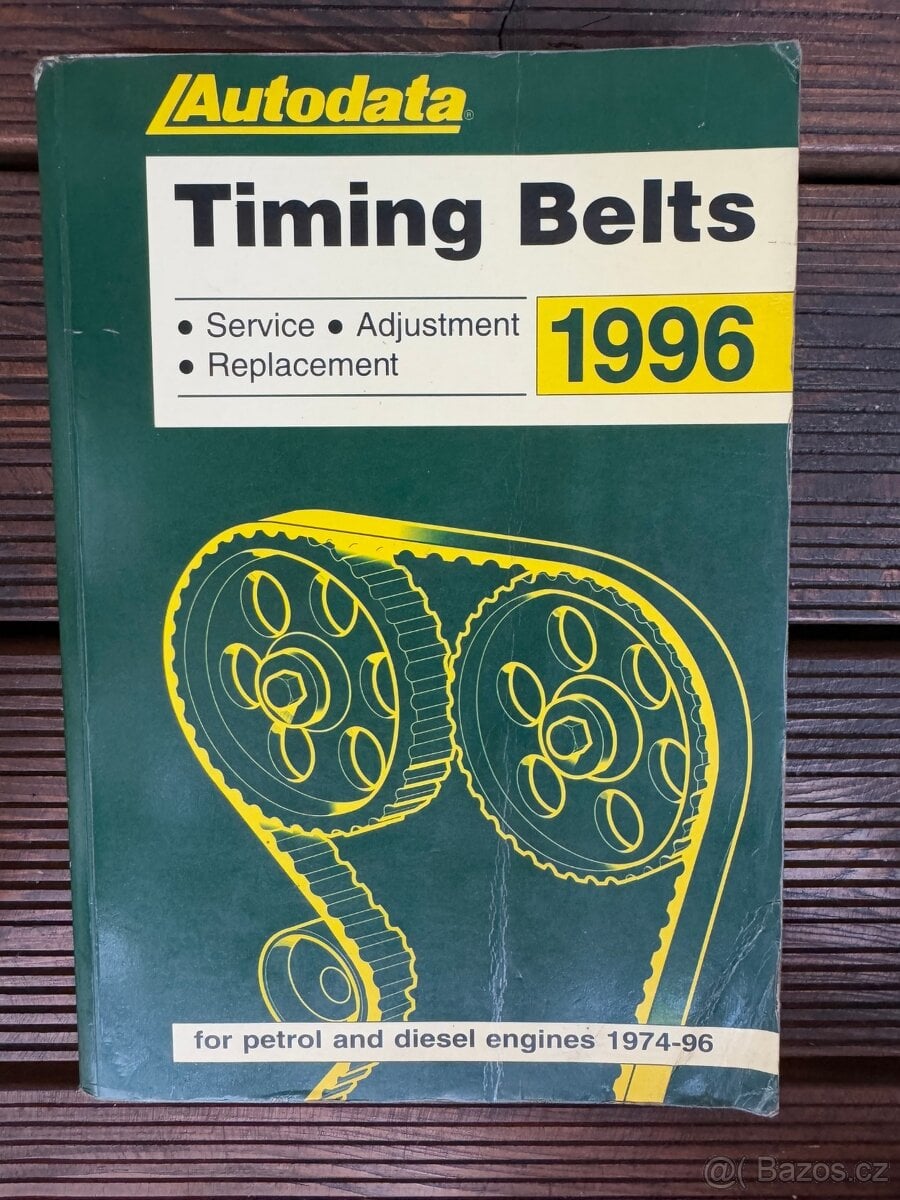 Autodata®
Timing Belts
• Service • Adjustment
• Replacement
1996
for petrol and diesel engines 1974-96
@( Bazos.cz